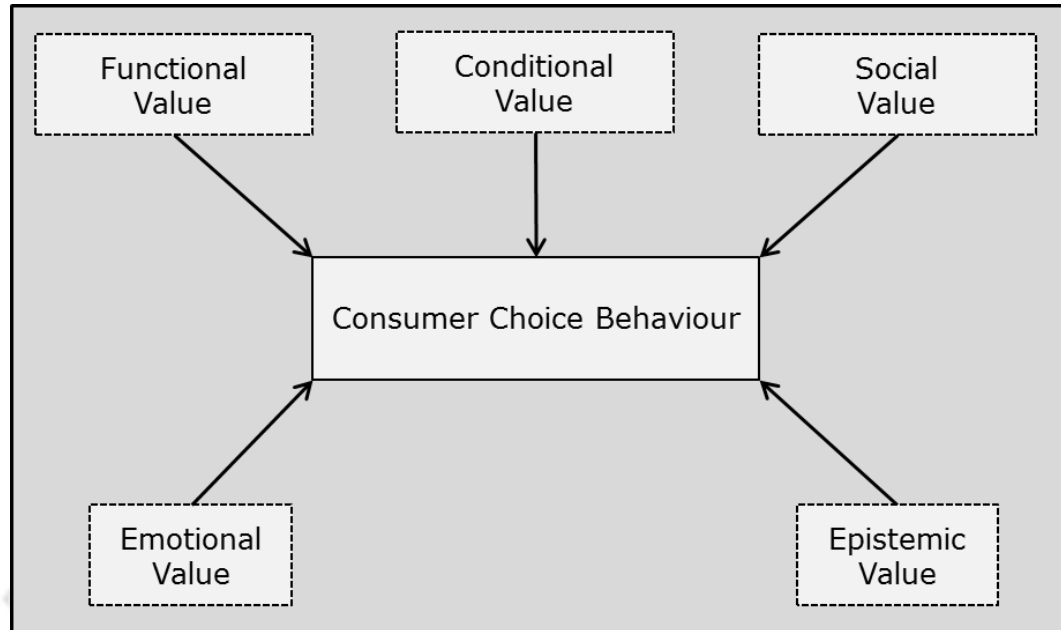 Functional
Value
Conditional
Value
Social
Value
Consumer Choice Behaviour
Emotional
Value
Epistemic
Value